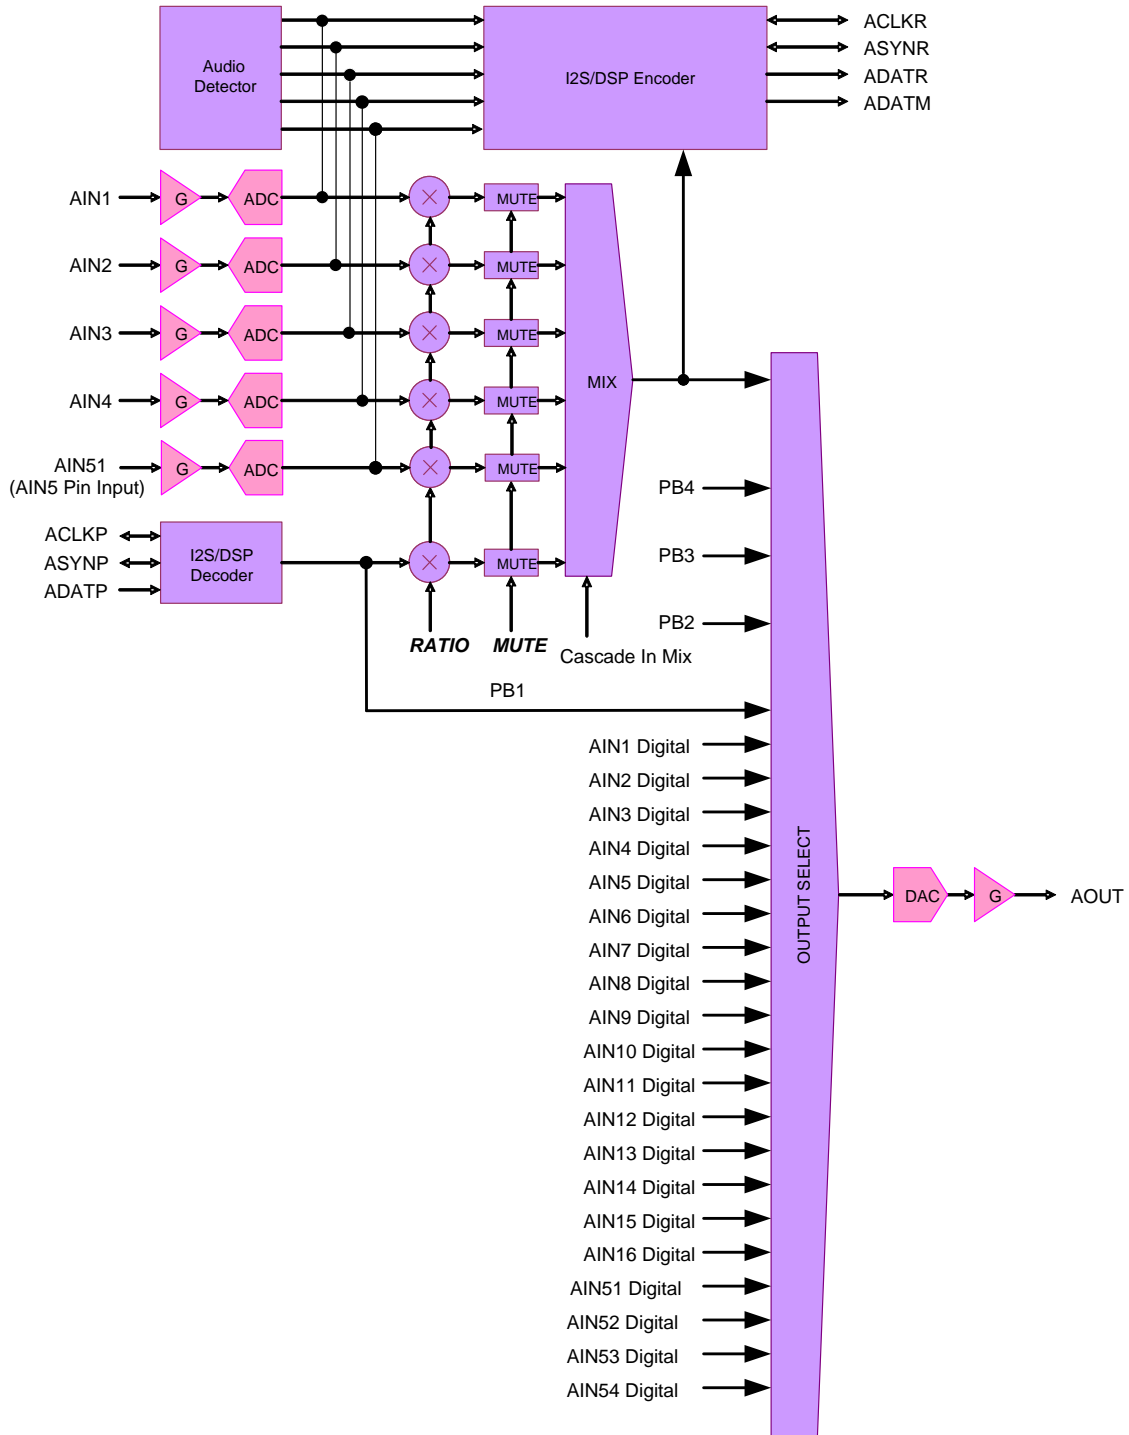 Audio
Detector
I2S/DSP Encoder
ACLKR
ASYNR
ADATR
ADATM
AIN1
G
ADC
MUTE
AIN2
G
ADC
MUTE
AIN3
G
ADC
MUTE
AIN4
G
ADC
MUTE
AIN51
(AIN5 Pin Input)
G
ADC
MUTE
MIX
ACLKP
ASYNP
ADATP
I2S/DSP
Decoder
MUTE
RATIO
MUTE
Cascade In Mix
PB4
PB3
PB2
PB1
AIN1 Digital
AIN2 Digital
AIN3 Digital
AIN4 Digital
AIN5 Digital
AIN6 Digital
AIN7 Digital
AIN8 Digital
AIN9 Digital
AIN10 Digital
AIN11 Digital
AIN12 Digital
AIN13 Digital
AIN14 Digital
AIN15 Digital
AIN16 Digital
AIN51 Digital
AIN52 Digital
AIN53 Digital
AIN54 Digital
OUTPUT SELECT
DAC
G
AOUT